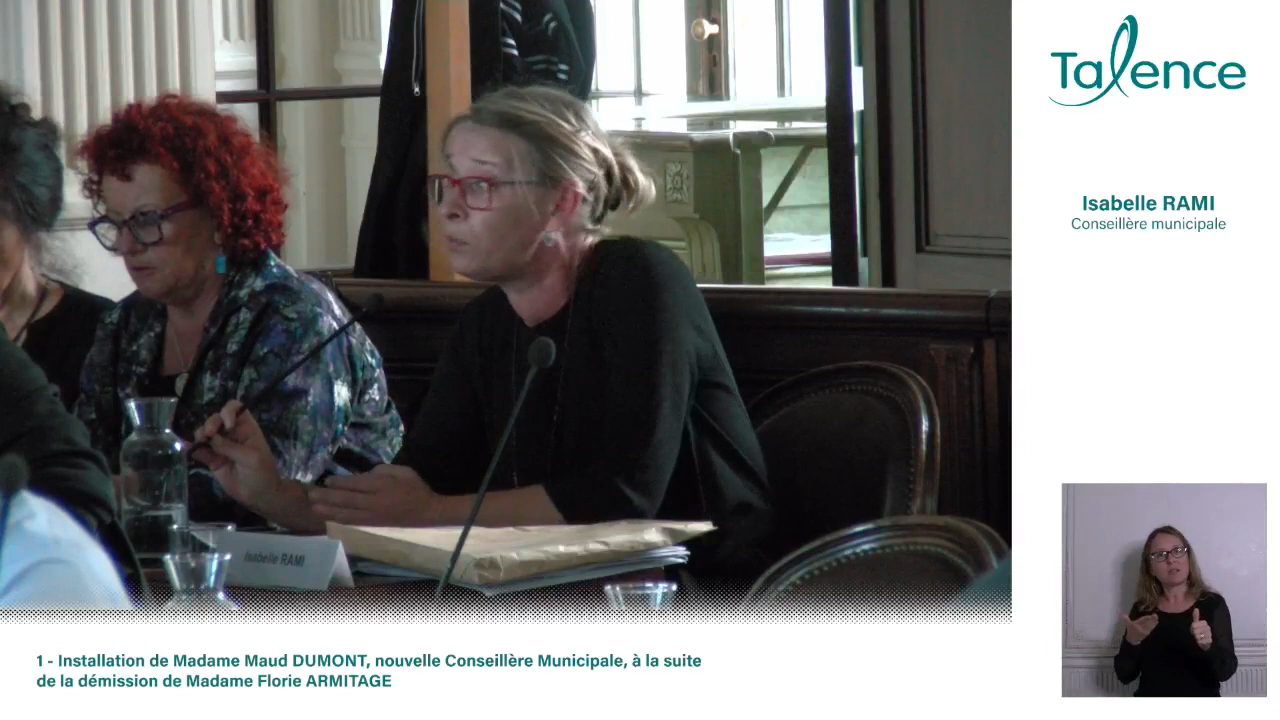 Talence
Isabelle RAMI
Conseillère municipale
Isabelle RAMI
1 - Installation de Madame Maud DUMONT, nouvelle Conseillère Municipale, à la suite
de la démission de Madame Florie ARMITAGE